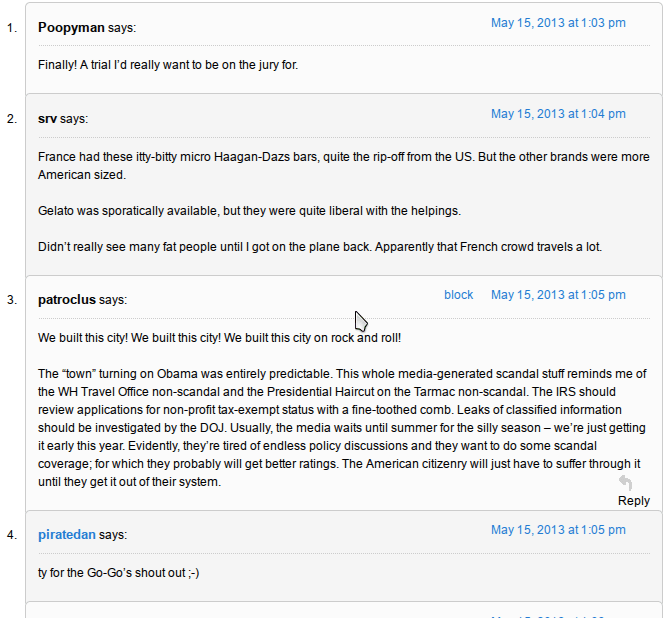 1.
Poopyman says:
May 15, 2013 at 1:03 pm
Finally! A trial I'd really want to be on the jury for.
2.
srv says:
May 15, 2013 at 1:04 pm
France had these itty-bitty micro Haagan-Dazs bars, quite the rip-off from the US. But the other brands were more
American sized.
Gelato was sporatically available, but they were quite liberal with the helpings.
Didn't really see many fat people until I got on the plane back. Apparently that French crowd travels a lot.
3.
patroclus says:
block May 15, 2013 at 1:05 pm
We built this city! We built this city! We built this city on rock and roll!
The “town” turning on Obama was entirely predictable. This whole media-generated scandal stuff reminds me of
the WH Travel Office non-scandal and the Presidential Haircut on the Tarmac non-scandal. The IRS should
review applications for non-profit tax-exempt status with a fine-toothed comb. Leaks of classified information
should be investigated by the DOJ. Usually, the media waits until summer for the silly season – we're just getting
it early this year. Evidently, they're tired of endless policy discussions and they want to do some scandal
coverage; for which they probably will get better ratings. The American citizenry will just have to suffer through it
until they get it out of their system.
Reply
4.
piratedan says:
May 15, 2013 at 1:05 pm
ty for the Go-Go's shout out ;-)